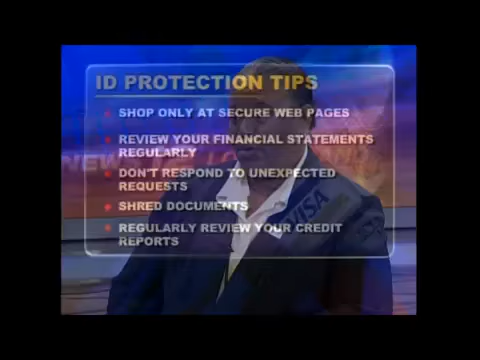 ID PROTECTION TIPS
SHOP ONLY AT SECURE WEB PAGES
REVIEW YOUR FINANCIAL STATEMENTS
REGULARLY
DON'T RESPOND TO UNEXPECTED
REQUESTS
SHRED DOCUMENTS
REGULARLY REVIEW YOUR CREDIT
REPORTS
VISA